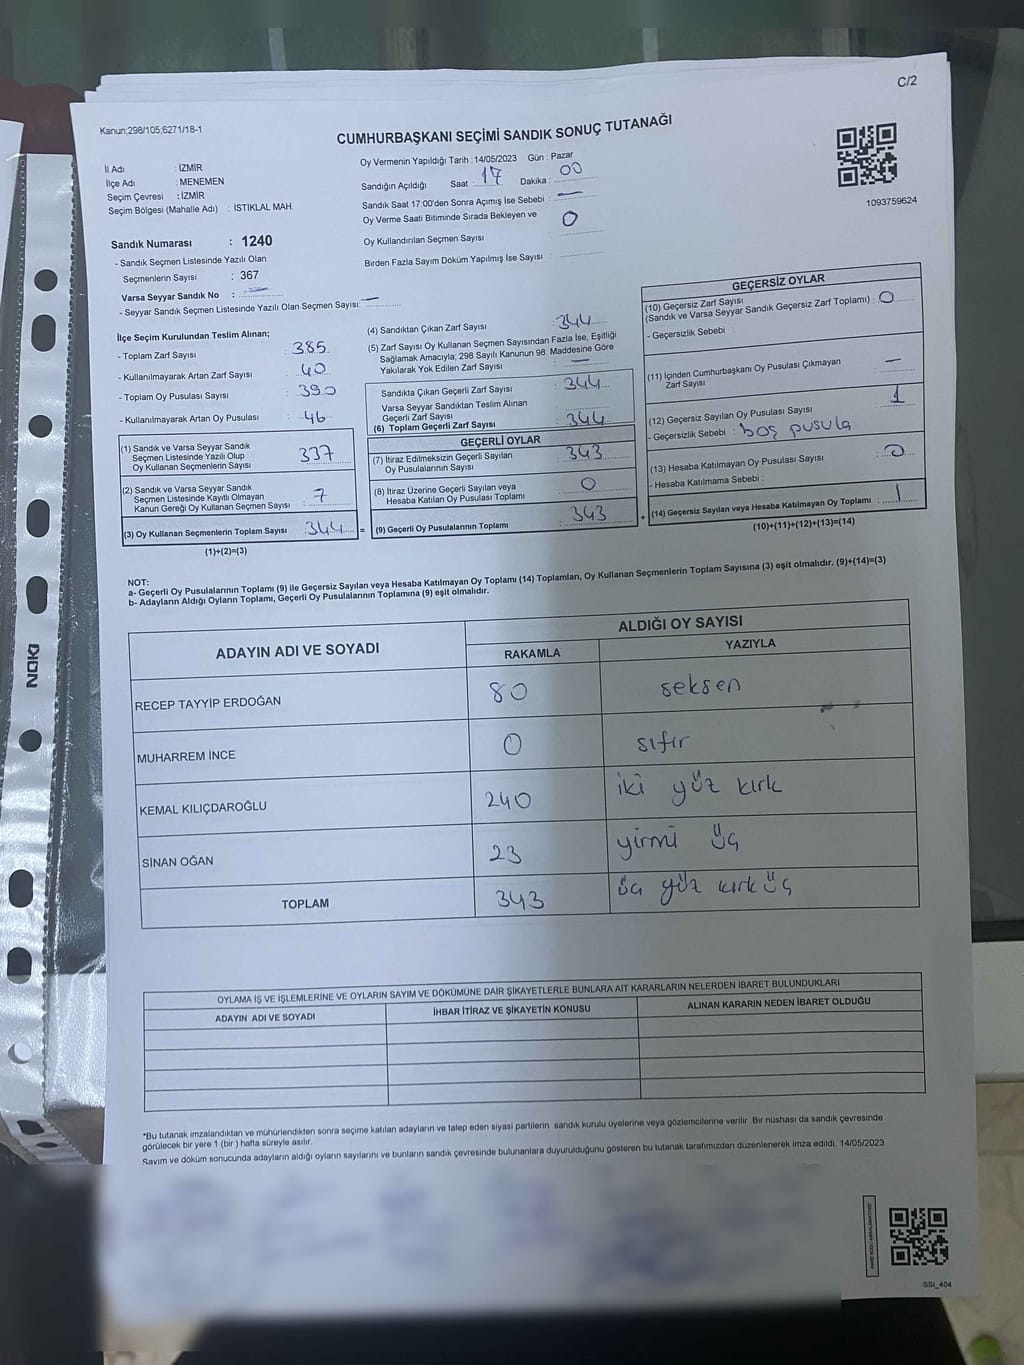 C/2
Kanun;298/105;6271/18-1
CUMHURBAŞKANI SEÇİMİ SANDIK SONUÇ TUTANAĞI
İl Adı : İZMİR
İlçe Adı : MENEMEN
Seçim Çevresi : İZMİR
Seçim Bölgesi (Mahalle Adı) : İSTİKLAL MAH.
Oy Vermenin Yapıldığı Tarih : 14/05/2023 Gün : Pazar
Sandığın Açıldığı Saat : 17 Dakika : 00
Sandık Saat 17:00'den Sonra Açımış İse Sebebi : —
Oy Verme Saati Bitiminde Sırada Bekleyen ve
Oy Kullandırılan Seçmen Sayısı : 0
Birden Fazla Sayım Döküm Yapılmış İse Sayısı :
1093759624
Sandık Numarası : 1240
- Sandık Seçmen Listesinde Yazılı Olan
Seçmenlerin Sayısı : 367
Varsa Seyyar Sandık No : —
- Seyyar Sandık Seçmen Listesinde Yazılı Olan Seçmen Sayısı: —
İlçe Seçim Kurulundan Teslim Alınan;
- Toplam Zarf Sayısı : 385
- Kullanılmayarak Artan Zarf Sayısı : 40
- Toplam Oy Pusulası Sayısı : 390
- Kullanılmayarak Artan Oy Pusulası : 46
(1) Sandık ve Varsa Seyyar Sandık
Seçmen Listesinde Yazılı Olup
Oy Kullanan Seçmenlerin Sayısı : 337
(2) Sandık ve Varsa Seyyar Sandık
Seçmen Listesinde Kayıtlı Olmayan
Kanun Gereği Oy Kullanan Seçmen Sayısı : 7
(3) Oy Kullanan Seçmenlerin Toplam Sayısı : 344 =
(1)+(2)=(3)
(4) Sandıktan Çıkan Zarf Sayısı : 344
(5) Zarf Sayısı Oy Kullanan Seçmen Sayısından Fazla İse, Eşitliği
Sağlamak Amacıyla; 298 Sayılı Kanunun 98. Maddesine Göre
Yakılarak Yok Edilen Zarf Sayısı : —
Sandıkta Çıkan Geçerli Zarf Sayısı : 344
Varsa Seyyar Sandıktan Teslim Alınan
Geçerli Zarf Sayısı :
(6) Toplam Geçerli Zarf Sayısı : 344
GEÇERLİ OYLAR
(7) İtiraz Edilmeksizin Geçerli Sayılan
Oy Pusulalarının Sayısı : 343
(8) İtiraz Üzerine Geçerli Sayılan veya
Hesaba Katılan Oy Pusulası Toplamı : 0
(9) Geçerli Oy Pusulalarının Toplamı : 343 +
GEÇERSİZ OYLAR
(10) Geçersiz Zarf Sayısı
(Sandık ve Varsa Seyyar Sandık Geçersiz Zarf Toplamı) : 0
- Geçersizlik Sebebi :
(11) İçinden Cumhurbaşkanı Oy Pusulası Çıkmayan
Zarf Sayısı : —
(12) Geçersiz Sayılan Oy Pusulası Sayısı : 1
- Geçersizlik Sebebi : boş pusula
(13) Hesaba Katılmayan Oy Pusulası Sayısı : 0
- Hesaba Katılmama Sebebi :
(14) Geçersiz Sayılan veya Hesaba Katılmayan Oy Toplamı : 1
(10)+(11)+(12)+(13)=(14)
NOT:
a- Geçerli Oy Pusulalarının Toplamı (9) ile Geçersiz Sayılan veya Hesaba Katılmayan Oy Toplamı (14) Toplamları, Oy Kullanan Seçmenlerin Toplam Sayısına (3) eşit olmalıdır. (9)+(14)=(3)
b- Adayların Aldığı Oyların Toplamı, Geçerli Oy Pusulalarının Toplamına (9) eşit olmalıdır.
ADAYIN ADI VE SOYADI
ALDIĞI OY SAYISI
RAKAMLA YAZIYLA
RECEP TAYYİP ERDOĞAN 80 seksen
MUHARREM İNCE 0 sıfır
KEMAL KILIÇDAROĞLU 240 iki yüz kırk
SİNAN OĞAN 23 yirmi üç
TOPLAM 343 üç yüz kırk üç
OYLAMA İŞ VE İŞLEMLERİNE VE OYLARIN SAYIM VE DÖKÜMÜNE DAİR ŞİKAYETLERLE BUNLARA AİT KARARLARIN NELERDEN İBARET BULUNDUKLARI
ADAYIN ADI VE SOYADI İHBAR İTİRAZ VE ŞİKAYETİN KONUSU ALINAN KARARIN NEDEN İBARET OLDUĞU
*Bu tutanak imzalandıktan ve mühürlendikten sonra seçime katılan adayların ve talep eden siyasi partilerin sandık kurulu üyelerine veya gözlemcilerine verilir. Bir nüshası da sandık çevresinde
görülecek bir yere 1 (bir ) hafta süreyle asılır.
Sayım ve döküm sonucunda adayların aldığı oyların sayılarını ve bunların sandık çevresinde bulunanlara duyurulduğunu gösteren bu tutanak tarafımızdan düzenlenerek imza edildi. 14/05/2023
SSI_404
NOKI